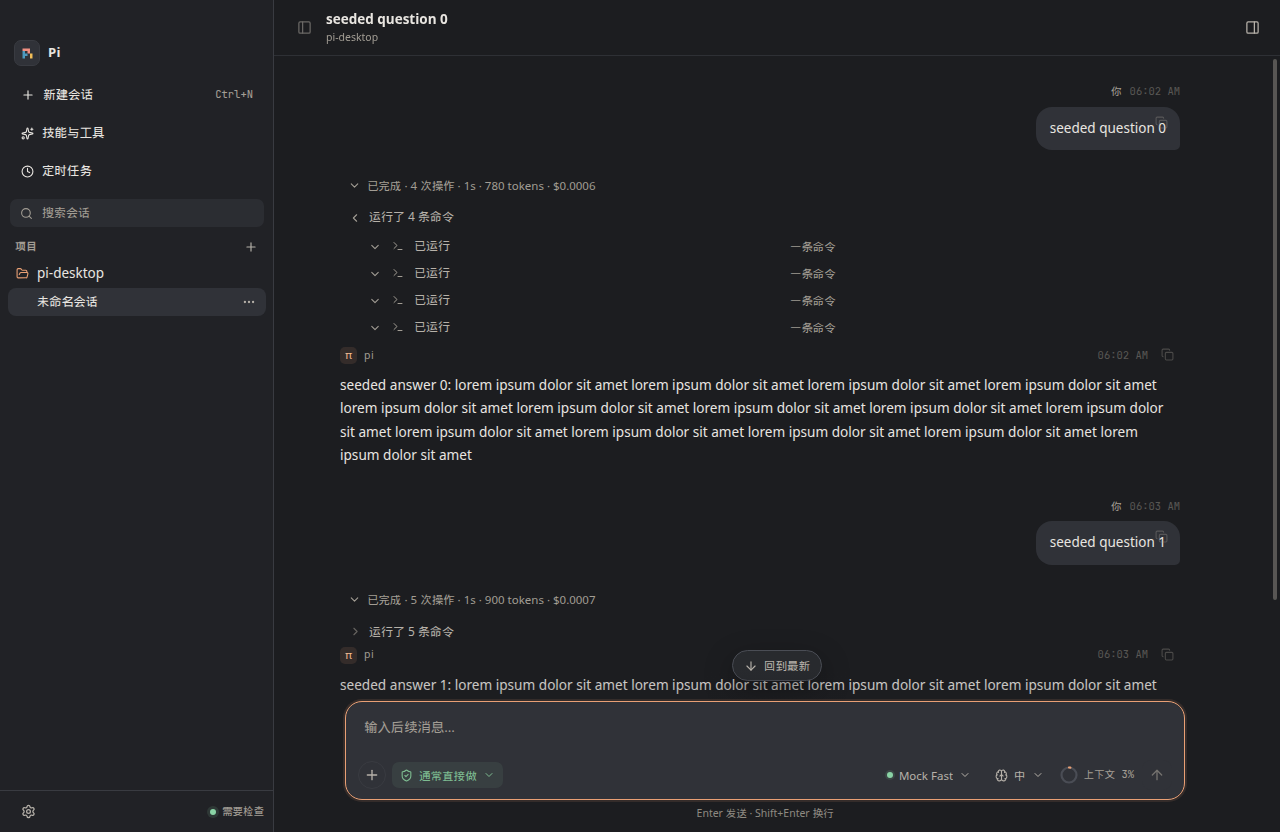 Pi
新建会话 Ctrl+N
技能与工具
定时任务
搜索会话
项目
pi-desktop
未命名会话
需要检查
seeded question 0
pi-desktop
你 06:02 AM
seeded question 0
已完成 · 4 次操作 · 1s · 780 tokens · $0.0006
运行了 4 条命令
已运行 一条命令
已运行 一条命令
已运行 一条命令
已运行 一条命令
π pi 06:02 AM
seeded answer 0: lorem ipsum dolor sit amet lorem ipsum dolor sit amet lorem ipsum dolor sit amet lorem ipsum dolor sit amet
lorem ipsum dolor sit amet lorem ipsum dolor sit amet lorem ipsum dolor sit amet lorem ipsum dolor sit amet lorem ipsum dolor
sit amet lorem ipsum dolor sit amet lorem ipsum dolor sit amet lorem ipsum dolor sit amet lorem ipsum dolor sit amet lorem
ipsum dolor sit amet
你 06:03 AM
seeded question 1
已完成 · 5 次操作 · 1s · 900 tokens · $0.0007
运行了 5 条命令
π pi 06:03 AM
回到最新
seeded answer 1: lorem ipsum dolor sit amet lorem ipsum dolor sit amet lorem ipsum dolor sit amet lorem ipsum dolor sit amet
输入后续消息...
通常直接做 Mock Fast 中 上下文 3%
Enter 发送 · Shift+Enter 换行